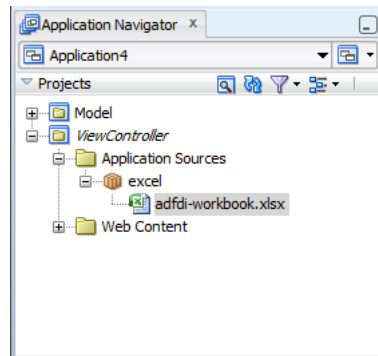 Application Navigator
Application4
Projects
Model
ViewController
Application Sources
excel
adfdi-workbook.xlsx
Web Content